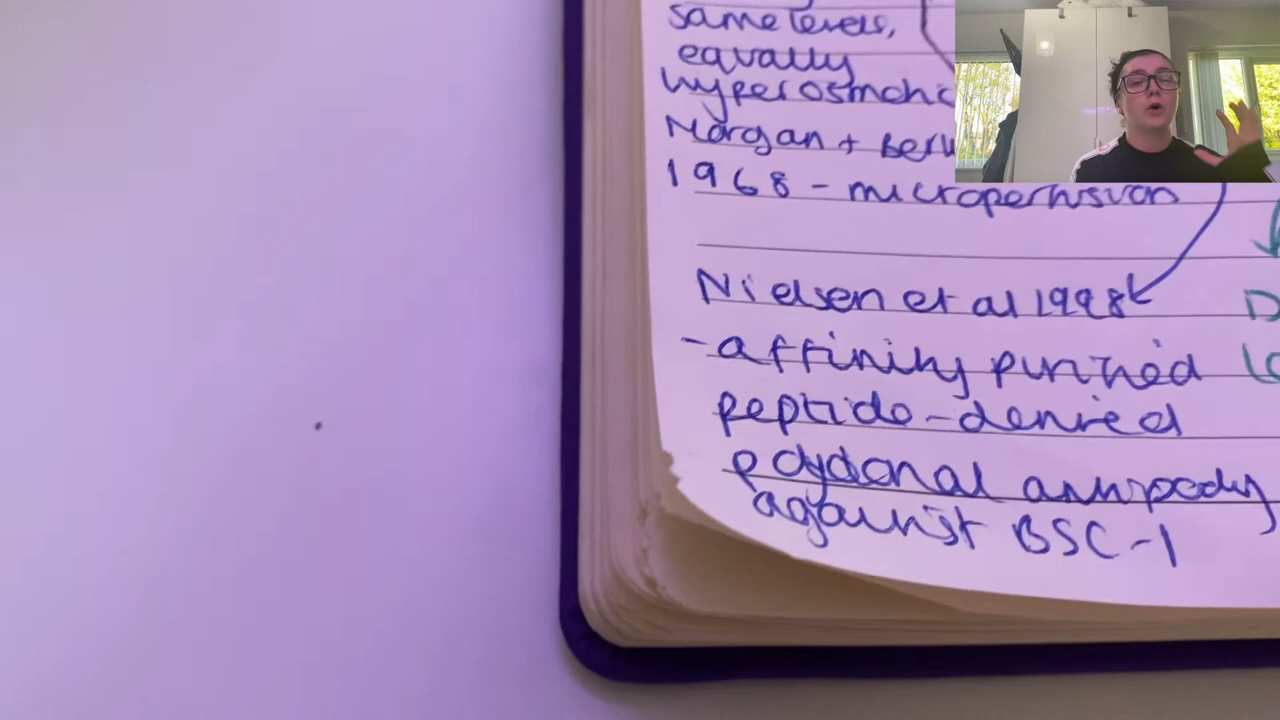 same levels,
equally
hyperosmotic
Morgan + Berl
1968 - microperfusion
Nielsen et al 1998
- affinity purified
peptide-derived
polyclonal antibody
against BSC-1
D